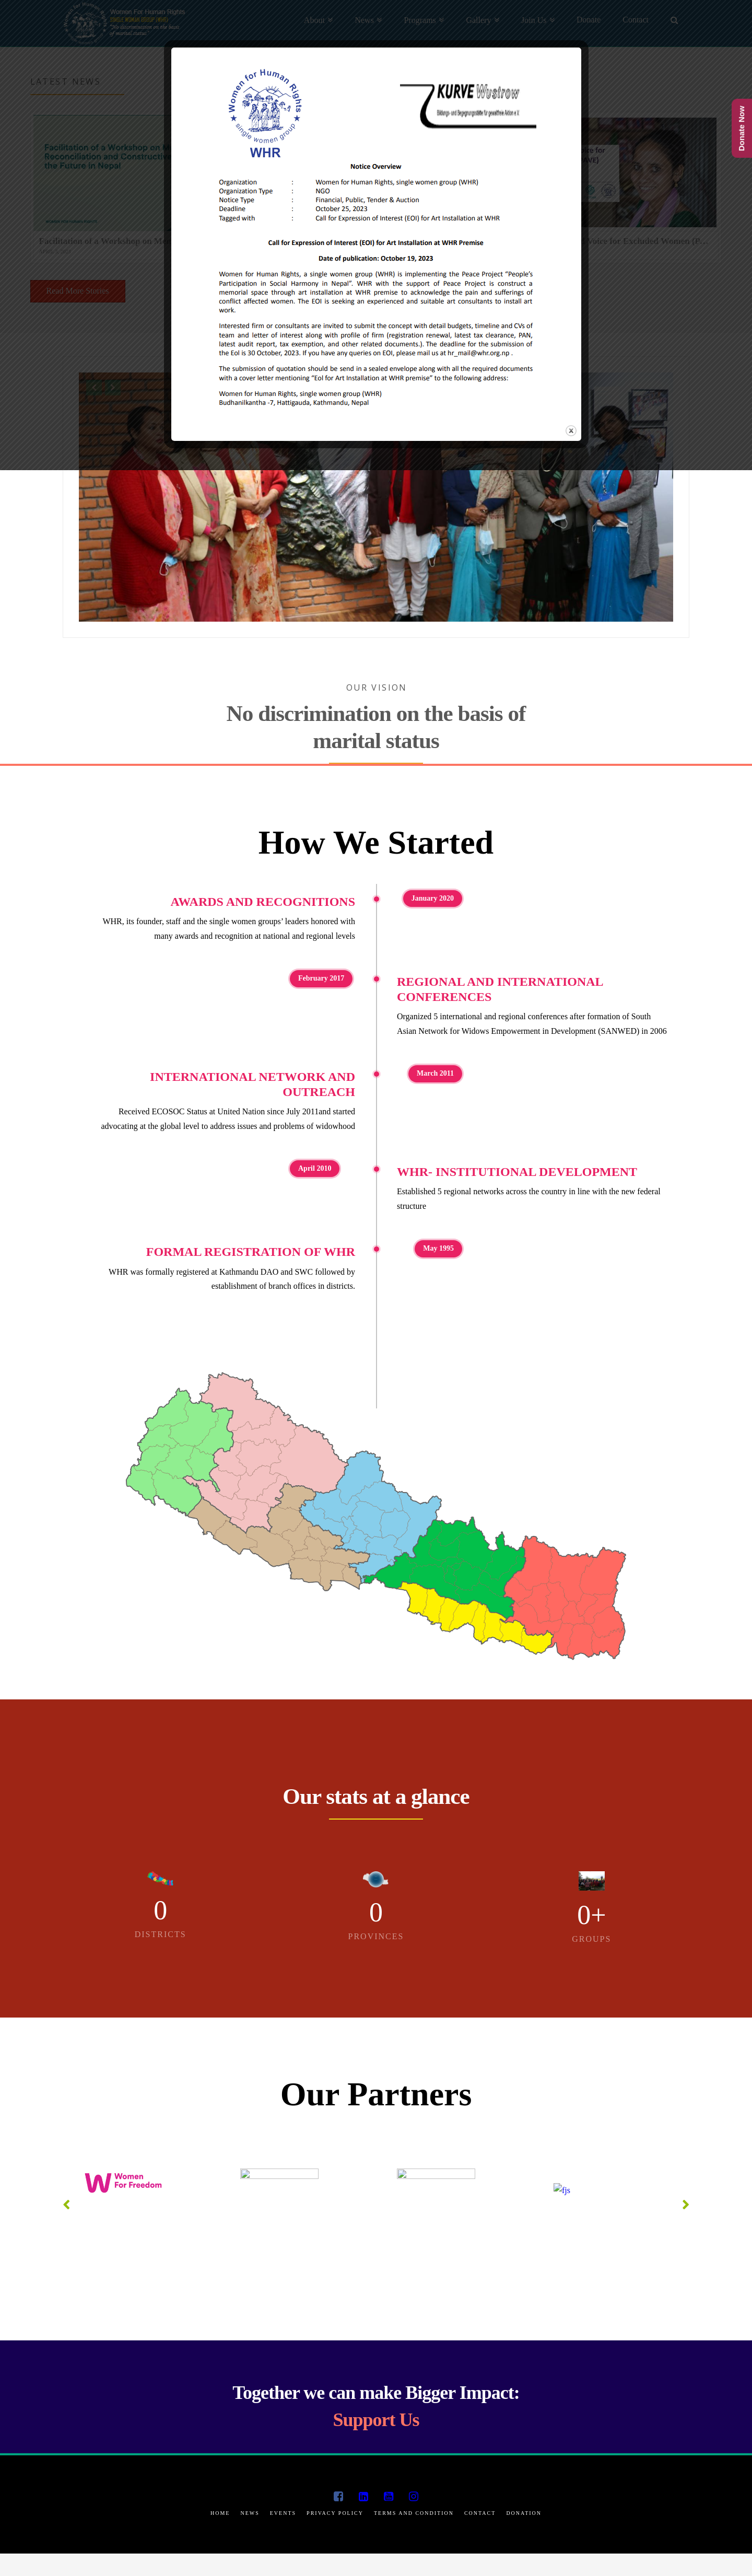 Women For Human Rights
SINGLE WOMEN GROUP (WHR)
"No discrimination on the basis
of marital status"
About
News
Programs
Gallery
Join Us
Donate
Contact
LATEST NEWS
Donate Now
Facilitation of a Workshop on M
Reconciliation and Constructive
the Future in Nepal
Facilitation of a Workshop on Me
Voice for Excluded Women (P...
Read More Stories
Women for Human Rights
single women group
WHR
KURVE Wustrow
Bildungs- und Begegnungsstätte für gewaltfreie Aktion e.V.
Notice Overview
Organization : Women for Human Rights, single women group (WHR)
Organization Type : NGO
Notice Type : Financial, Public, Tender & Auction
Deadline : October 25, 2023
Tagged with : Call for Expression of Interest (EOI) for Art Installation at WHR
Call for Expression of Interest (EOI) for Art Installation at WHR Premise
Date of publication: October 19, 2023
Women for Human Rights, a single women group (WHR) is implementing the Peace Project "People's
Participation in Social Harmony in Nepal". WHR with the support of Peace Project is construct a
memorial space through art installation at WHR premise to acknowledge the pain and sufferings of
conflict affected women. The EOI is seeking an experienced and suitable art consultants to install art
work.
Interested firm or consultants are invited to submit the concept with detail budgets, timeline and CVs of
team and letter of interest along with profile of firm (registration renewal, latest tax clearance, PAN,
latest audit report, tax exemption, and other related documents.). The deadline for the submission of
the EoI is 30 October, 2023. If you have any queries on EOI, please mail us at hr_mail@whr.org.np .
The submission of quotation should be send in a sealed envelope along with all the required documents
with a cover letter mentioning "EoI for Art Installation at WHR premise" to the following address:
Women for Human Rights, single women group (WHR)
Budhanilkantha -7, Hattigauda, Kathmandu, Nepal
OUR VISION
No discrimination on the basis of
marital status
How We Started
AWARDS AND RECOGNITIONS
January 2020
WHR, its founder, staff and the single women groups' leaders honored with
many awards and recognition at national and regional levels
February 2017
REGIONAL AND INTERNATIONAL
CONFERENCES
Organized 5 international and regional conferences after formation of South
Asian Network for Widows Empowerment in Development (SANWED) in 2006
INTERNATIONAL NETWORK AND
OUTREACH
March 2011
Received ECOSOC Status at United Nation since July 2011and started
advocating at the global level to address issues and problems of widowhood
April 2010
WHR- INSTITUTIONAL DEVELOPMENT
Established 5 regional networks across the country in line with the new federal
structure
FORMAL REGISTRATION OF WHR
May 1995
WHR was formally registered at Kathmandu DAO and SWC followed by
establishment of branch offices in districts.
Our stats at a glance
0
DISTRICTS
0
PROVINCES
0+
GROUPS
Our Partners
Women
For Freedom
fjs
Together we can make Bigger Impact:
Support Us
HOME NEWS EVENTS PRIVACY POLICY TERMS AND CONDITION CONTACT DONATION